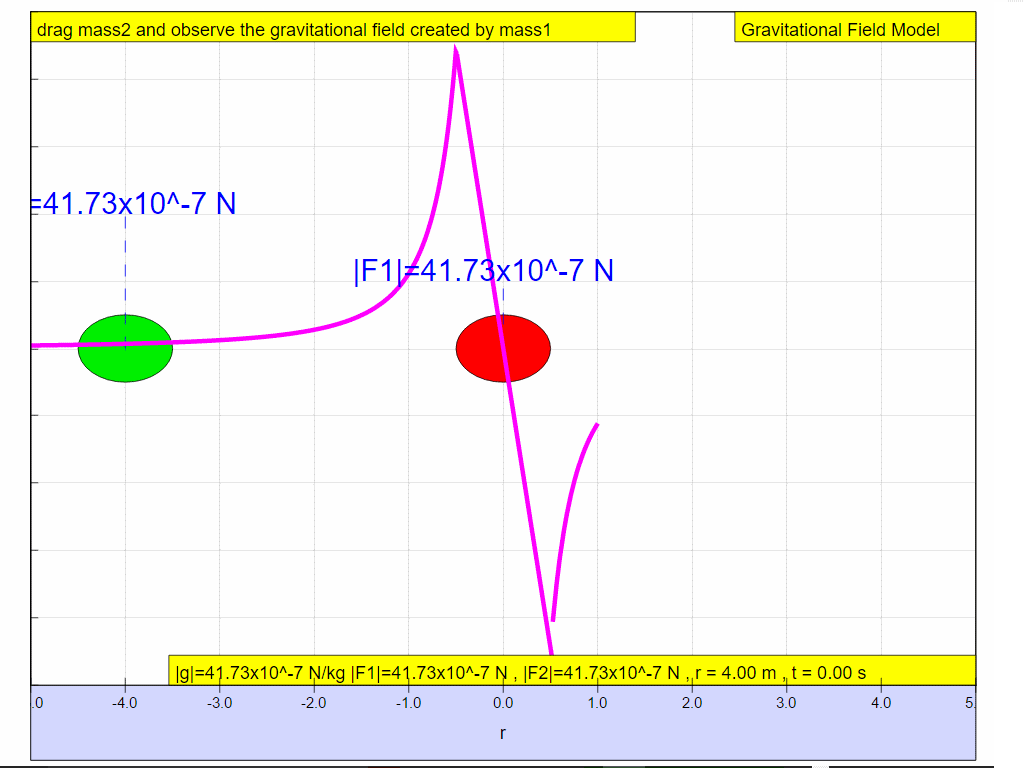 drag mass2 and observe the gravitational field created by mass1
Gravitational Field Model
=41.73x10^-7 N
|F1|=41.73x10^-7 N
|g|=41.73x10^-7 N/kg |F1|=41.73x10^-7 N , |F2|=41.73x10^-7 N , r = 4.00 m , t = 0.00 s
.0 -4.0 -3.0 -2.0 -1.0 0.0 1.0 2.0 3.0 4.0 5.
r